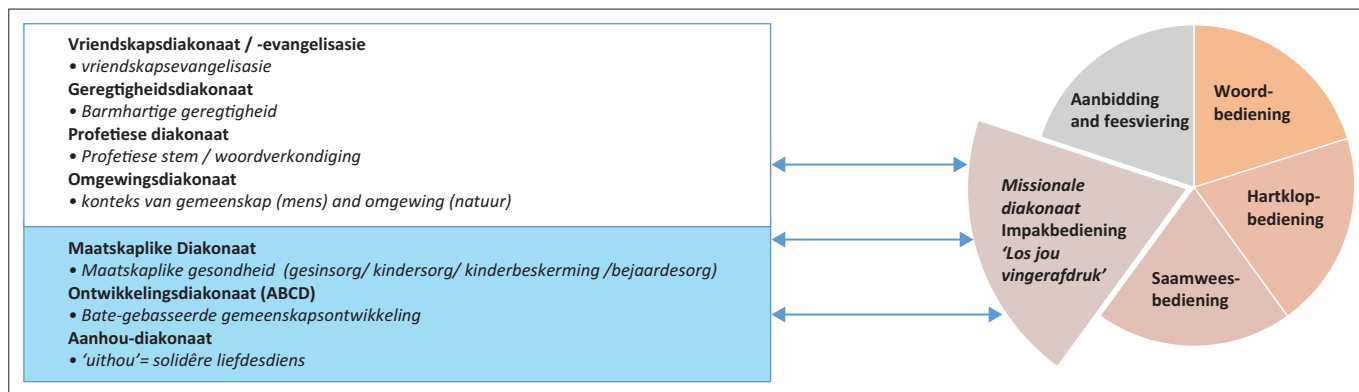 Vriendskapsdiakonaat / -evangelisasie
• vriendskapsevangelisasie
Geregtigheidsdiakonaat
• Barmhartige geregtigheid
Profetiese diakonaat
• Profetiese stem / woordverkondiging
Omgewingsdiakonaat
• konteks van gemeenskap (mens) and omgewing (natuur)
Maatskaplike Diakonaat
• Maatskaplike gesondheid (gesinsorg/ kindersorg/ kinderbeskerming /bejaardesorg)
Ontwikkelingsdiakonaat (ABCD)
• Bate-gebasseerde gemeenskapsontwikkeling
Aanhou-diakonaat
• ‘uithou’= solidêre liefdesdiens
Aanbidding
and feesviering
Woord-
bediening
Hartklop-
bediening
Saamwees-
bediening
Missionale
diakonaat
Impakbediening
‘Los jou
vingerafdruk’